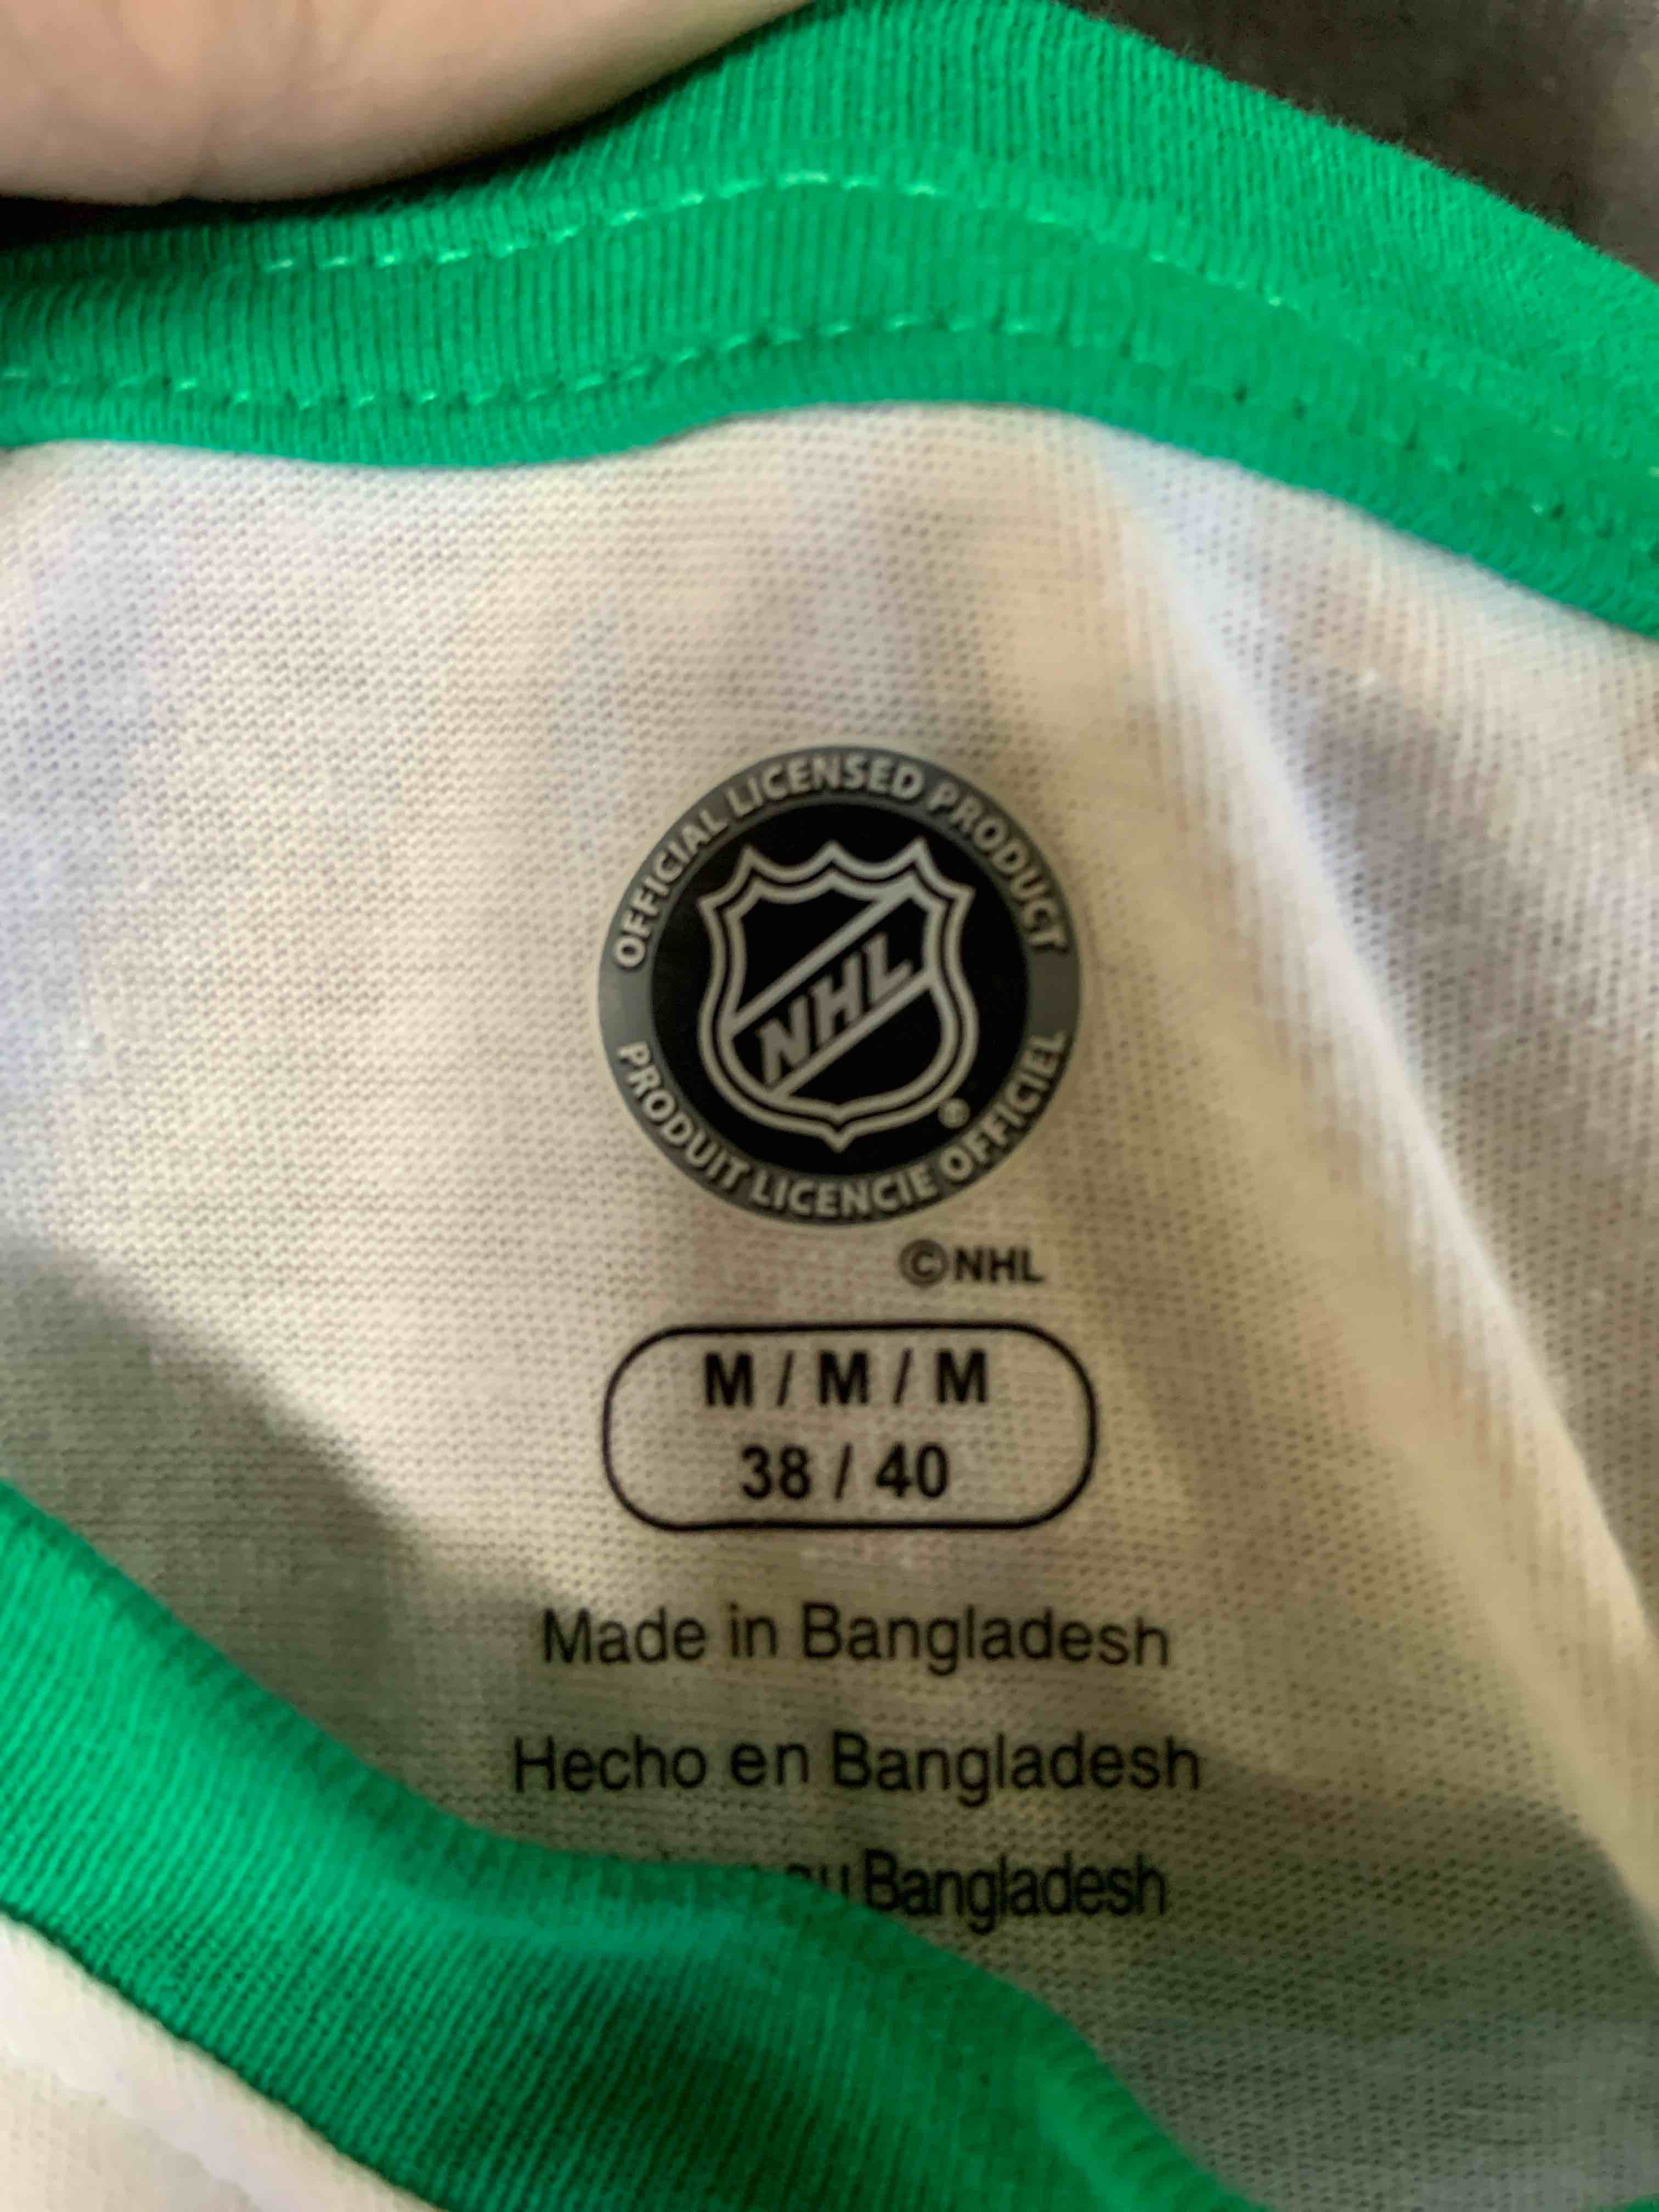 OFFICIAL LICENSED PRODUCT
NHL
®
PRODUIT LICENCIE OFFICIEL
©NHL
M / M / M
38 / 40
Made in Bangladesh
Hecho en Bangladesh
Bangladesh